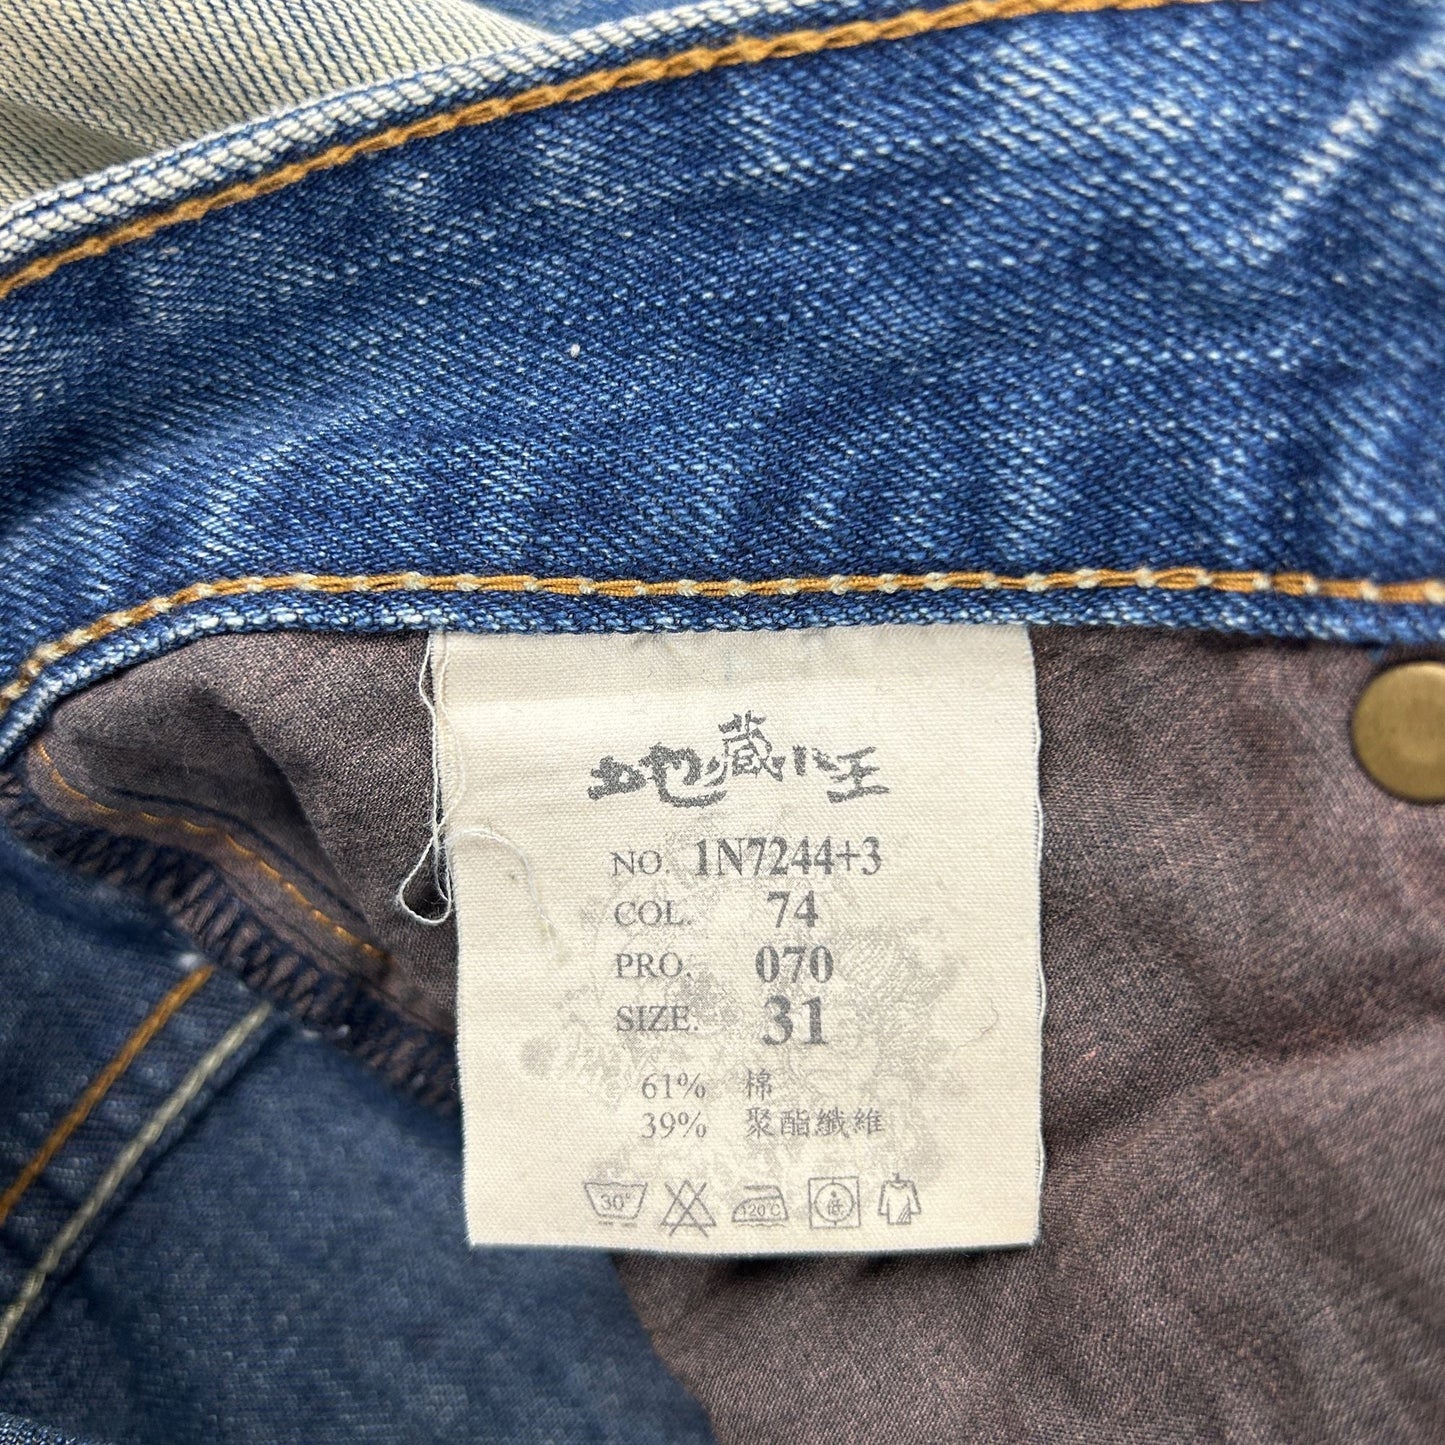 地藏小王
NO. 1N7244+3
COL. 74
PRO. 070
SIZE. 31
61% 棉
39% 聚酯纖維
30° 120°C 低